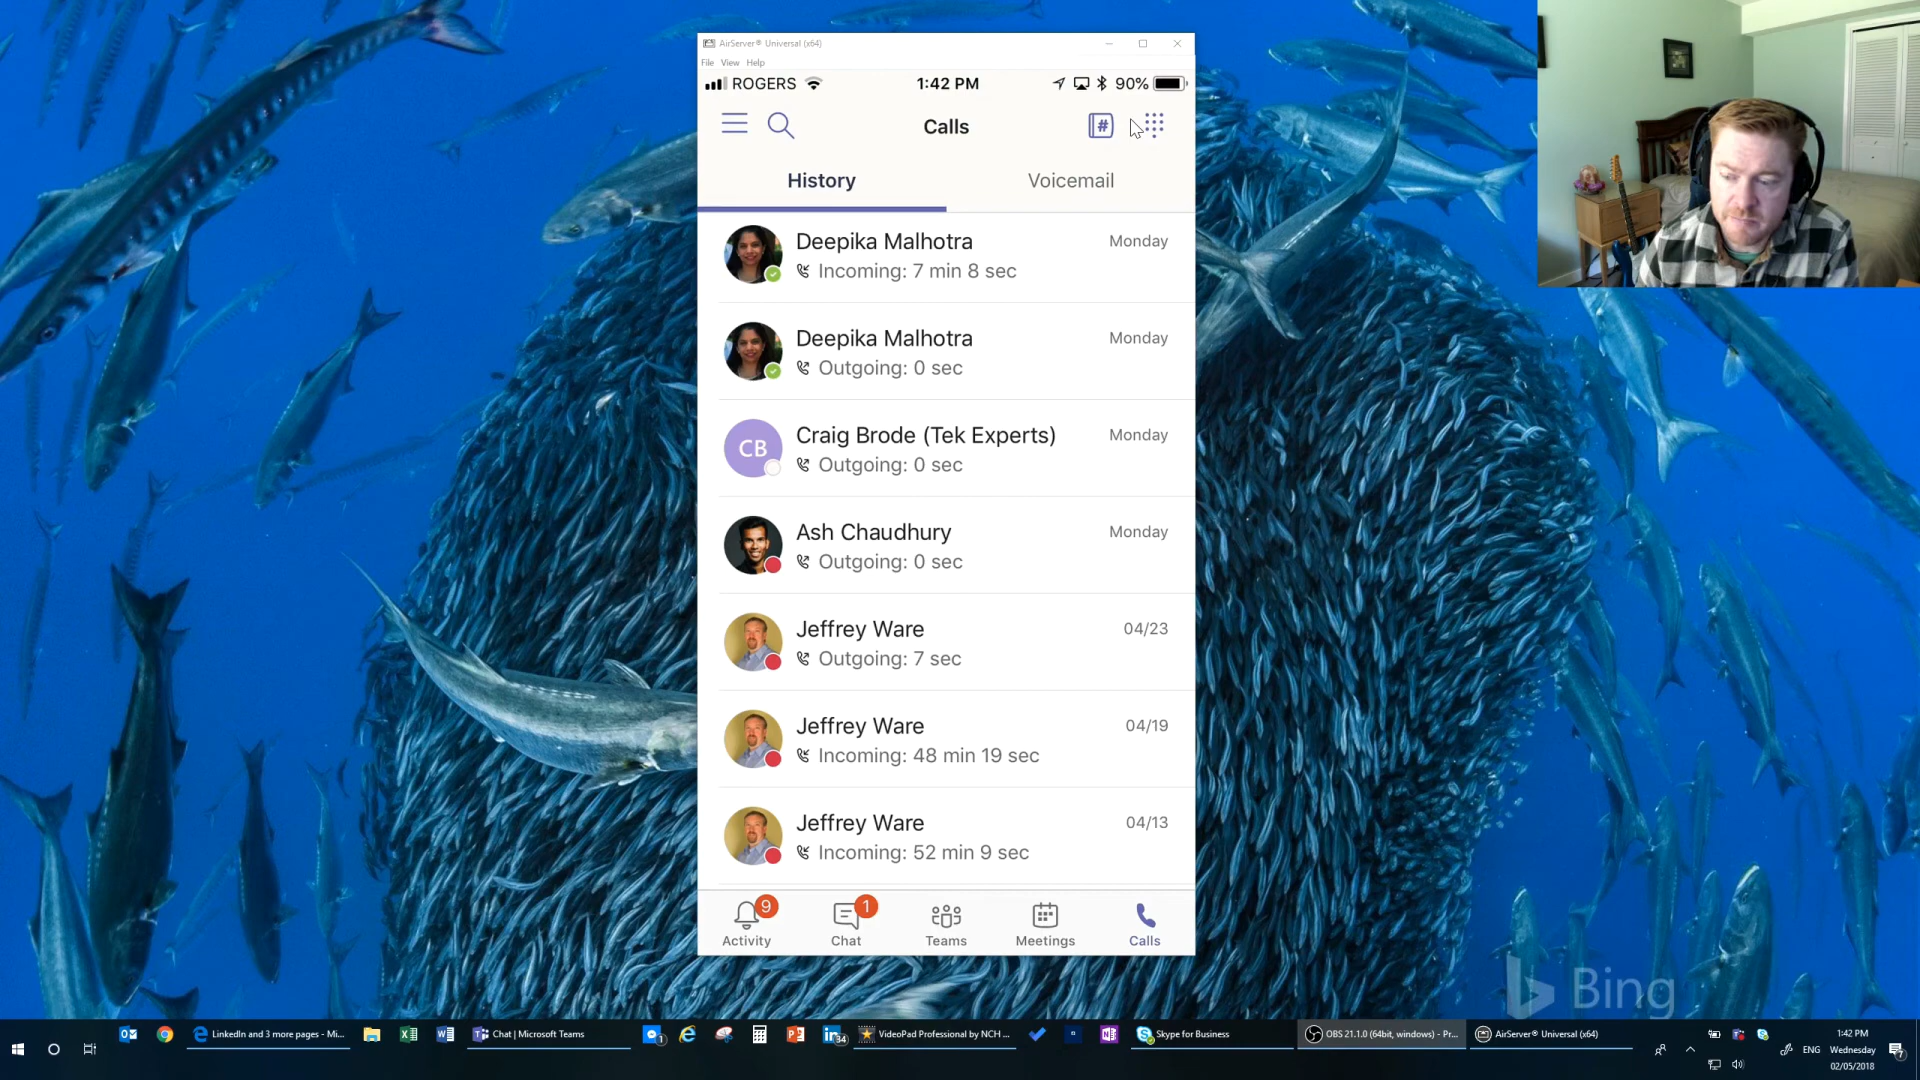 AirServer® Universal (x64)
File View Help
ROGERS 1:42 PM 90%
# Calls
History Voicemail
Deepika Malhotra Monday
Incoming: 7 min 8 sec
Deepika Malhotra Monday
Outgoing: 0 sec
CB Craig Brode (Tek Experts) Monday
Outgoing: 0 sec
Ash Chaudhury Monday
Outgoing: 0 sec
Jeffrey Ware 04/23
Outgoing: 7 sec
Jeffrey Ware 04/19
Incoming: 48 min 19 sec
Jeffrey Ware 04/13
Incoming: 52 min 9 sec
9 1
Activity Chat Teams Meetings Calls
Bing
LinkedIn and 3 more pages - Mi... Chat | Microsoft Teams 1 34 VideoPad Professional by NCH ... Skype for Business OBS 21.1.0 (64bit, windows) - Pr... AirServer® Universal (x64)
1:42 PM
ENG Wednesday 7
02/05/2018